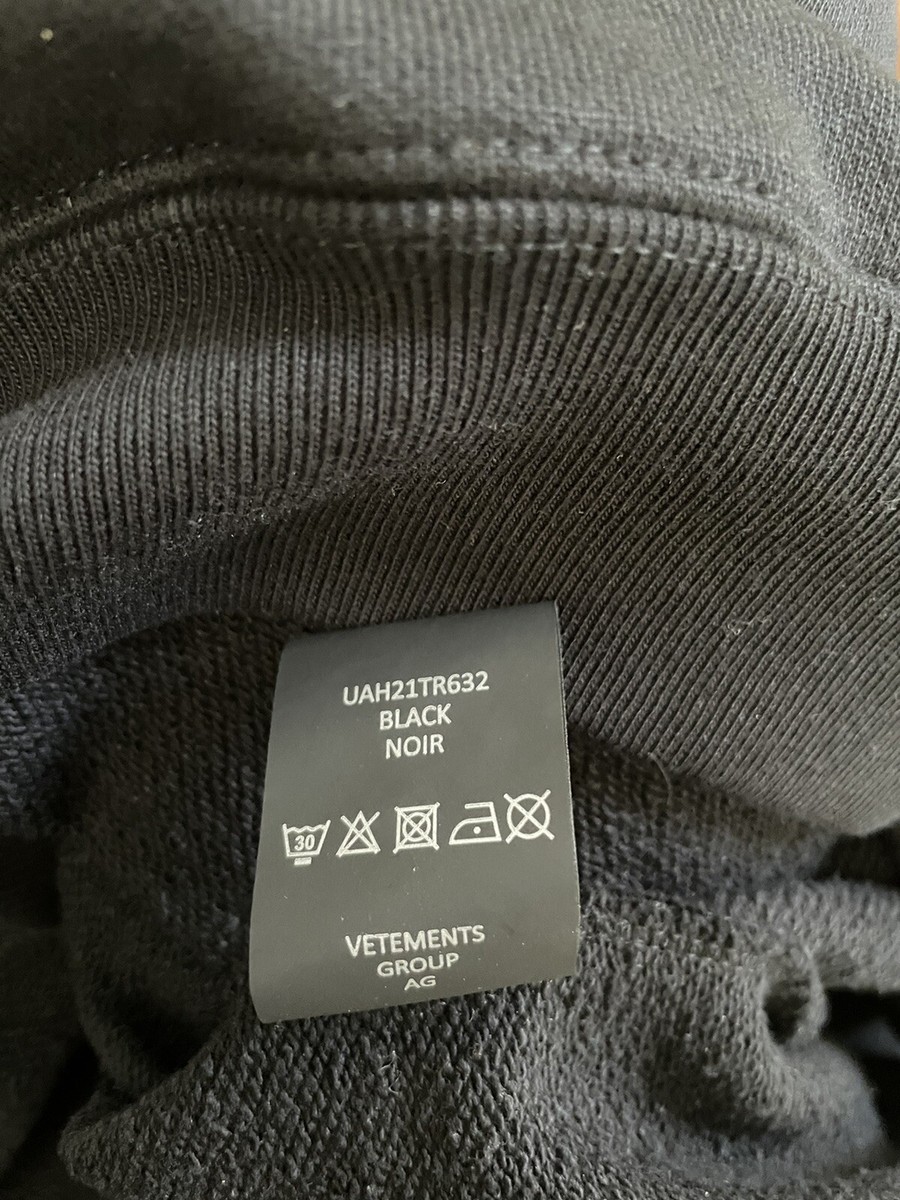 UAH21TR632
BLACK
NOIR
30
VETEMENTS
GROUP
AG